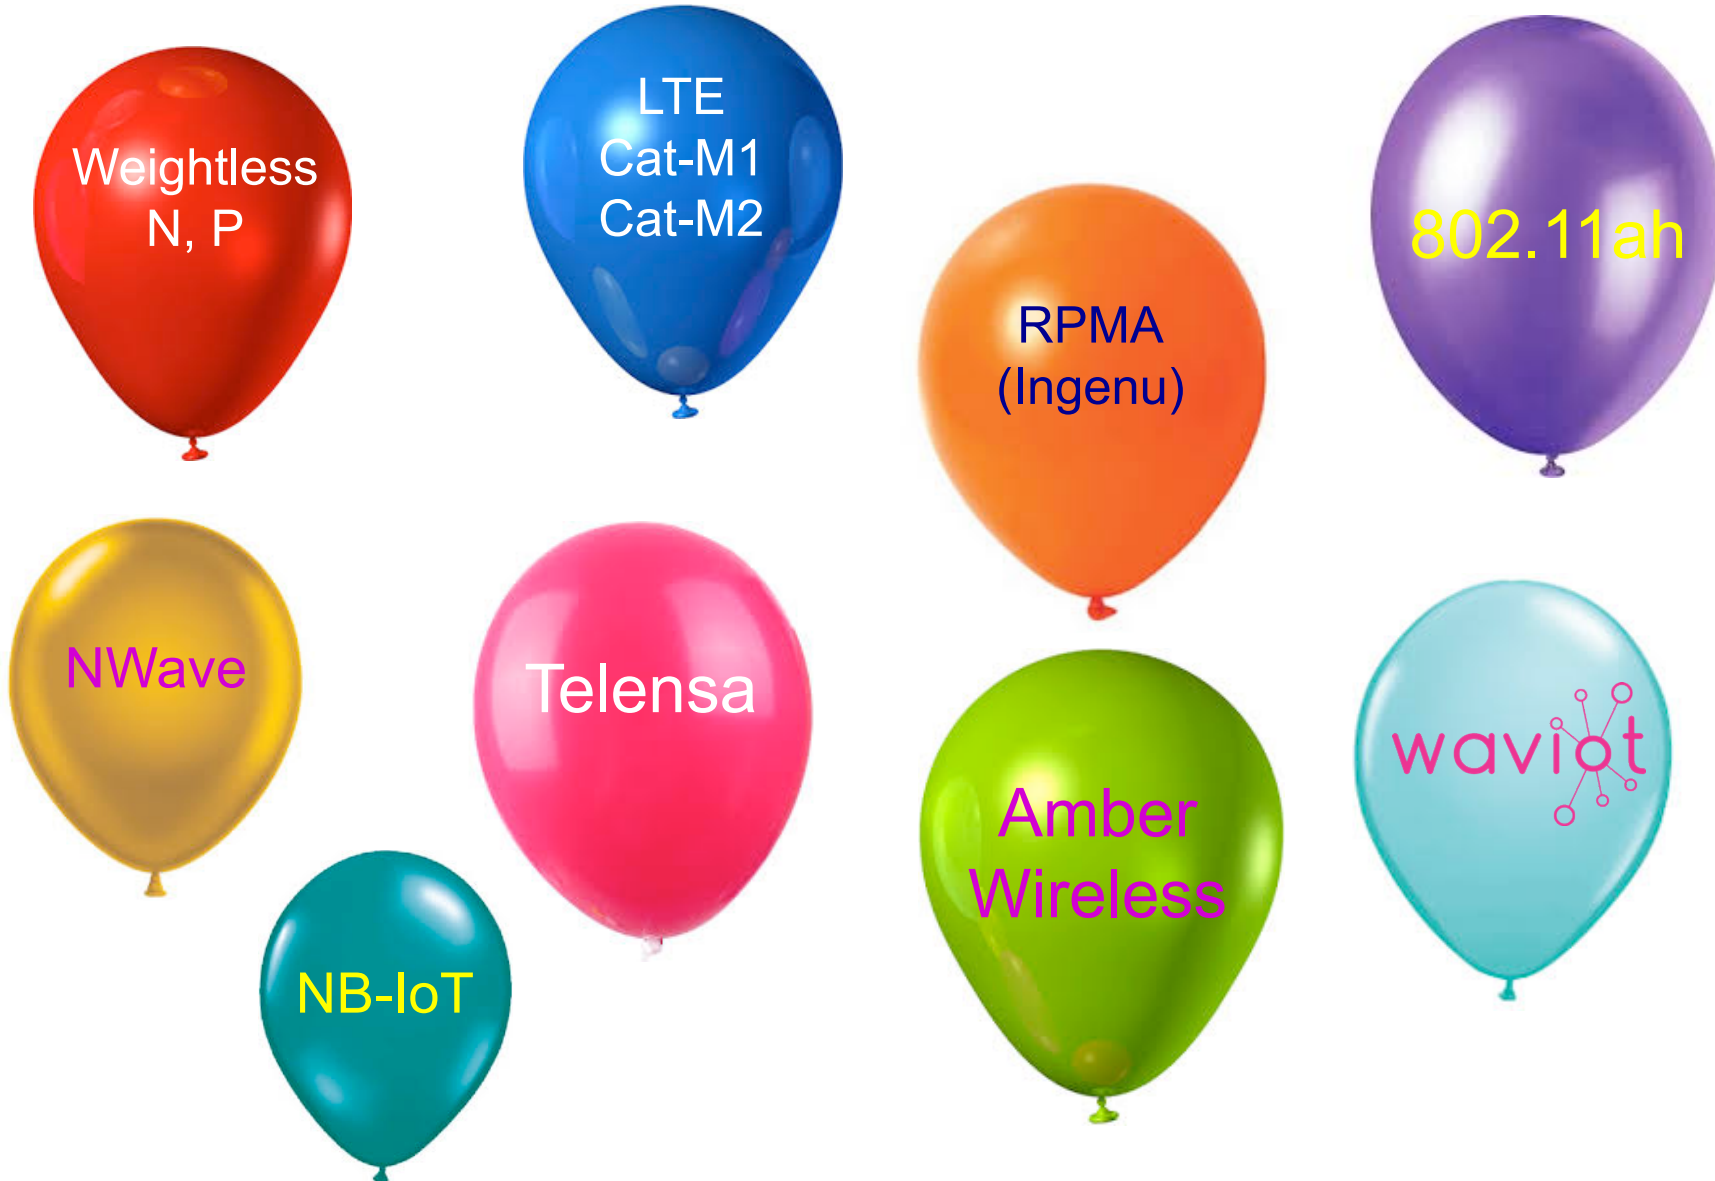 Weightless
N, P
LTE
Cat-M1
Cat-M2
RPMA
(Ingenu)
802.11ah
NWave
Telensa
Amber
Wireless
waviot
NB-IoT